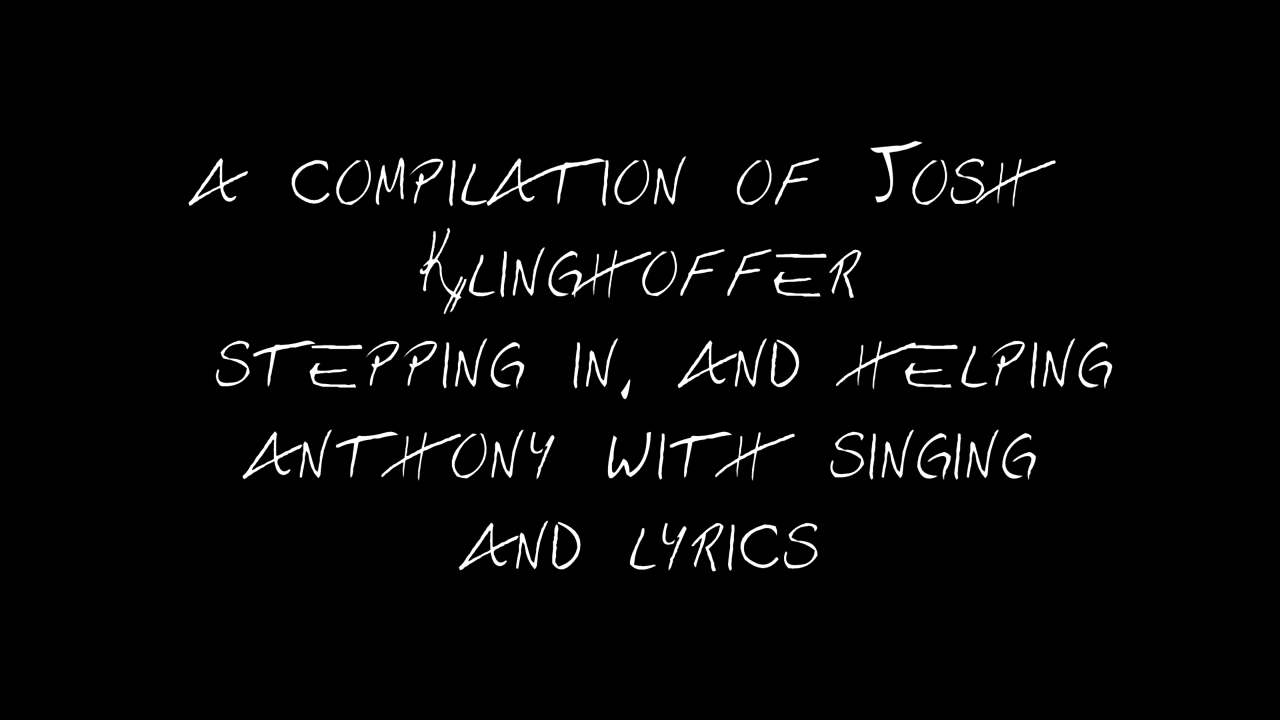 A COMPILATION OF JOSH
KLINGHOFFER
STEPPING IN, AND HELPING
ANTHONY WITH SINGING
AND LYRICS